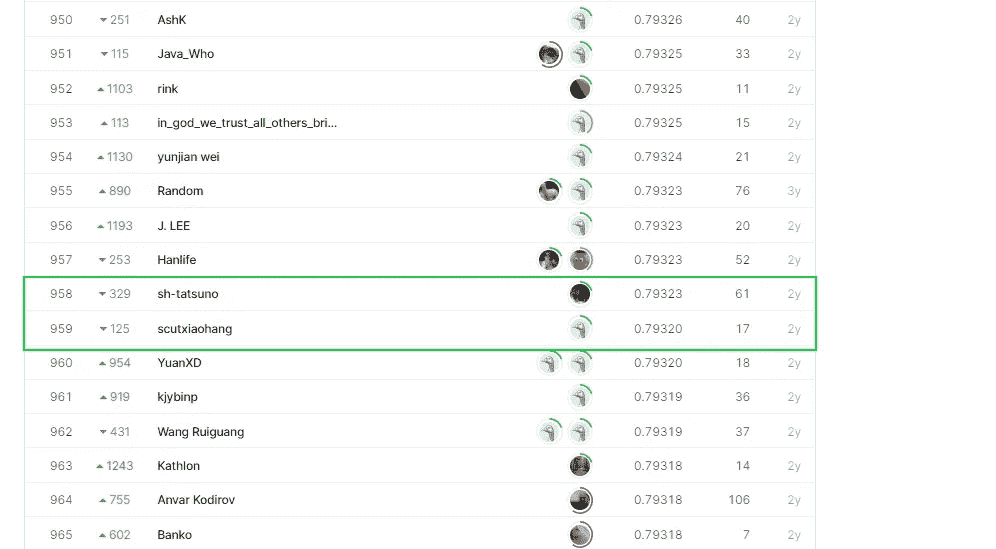 950 ▾ 251 AshK 0.79326 40 2y
951 ▾ 115 Java_Who 0.79325 33 2y
952 ▴ 1103 rink 0.79325 11 2y
953 ▴ 113 in_god_we_trust_all_others_bri... 0.79325 15 2y
954 ▴ 1130 yunjian wei 0.79324 21 2y
955 ▴ 890 Random 0.79323 76 3y
956 ▴ 1193 J. LEE 0.79323 20 2y
957 ▾ 253 Hanlife 0.79323 52 2y
958 ▾ 329 sh-tatsuno 0.79323 61 2y
959 ▾ 125 scutxiaohang 0.79320 17 2y
960 ▴ 954 YuanXD 0.79320 18 2y
961 ▴ 919 kjybinp 0.79319 36 2y
962 ▾ 431 Wang Ruiguang 0.79319 37 2y
963 ▴ 1243 Kathlon 0.79318 14 2y
964 ▴ 755 Anvar Kodirov 0.79318 106 2y
965 ▴ 602 Banko 0.79318 7 2y